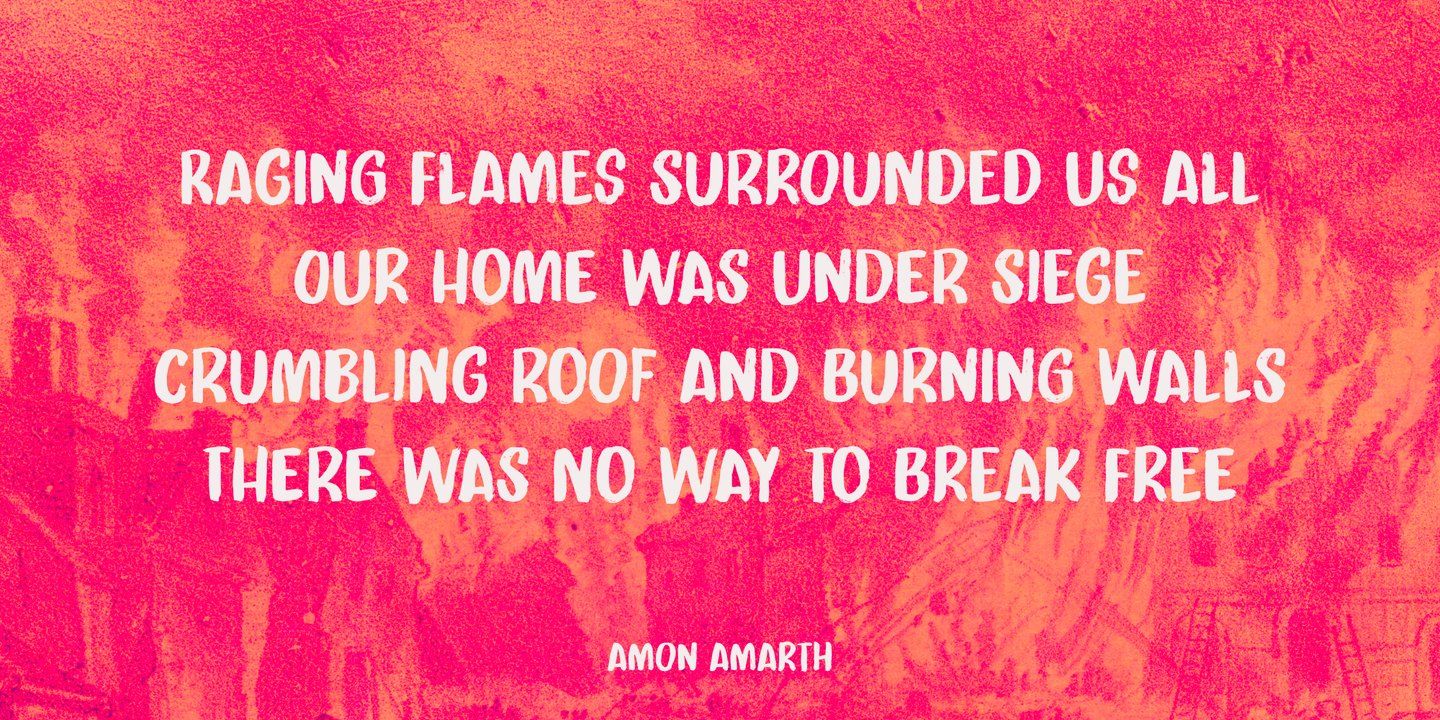 RAGING FLAMES SURROUNDED US ALL
OUR HOME WAS UNDER SIEGE
CRUMBLING ROOF AND BURNING WALLS
THERE WAS NO WAY TO BREAK FREE
AMON AMARTH